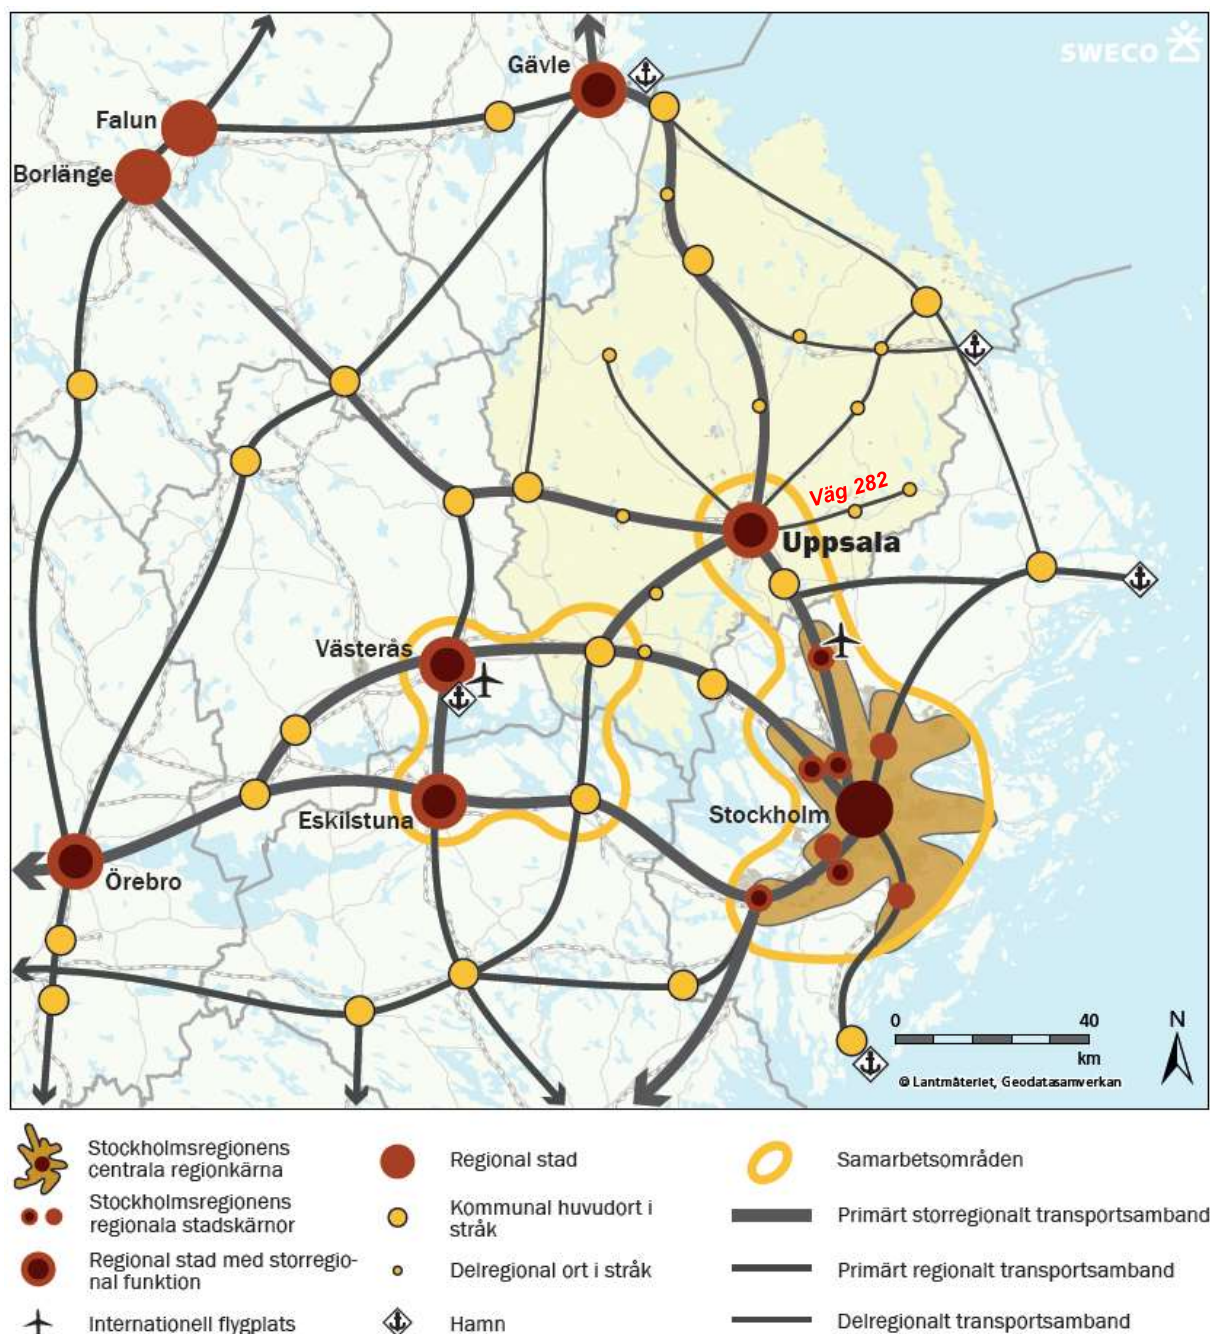 SWECO
Gävle
Falun
Borlänge
Väg 282
Uppsala
Västerås
Stockholm
Eskilstuna
Örebro
0 40
km
N
© Lantmäteriet, Geodatasamverkan
Stockholmsregionens
centrala regionkärna
Stockholmsregionens
regionala stadskärnor
Regional stad med storregio-
nal funktion
Internationell flygplats
Regional stad
Kommunal huvudort i
stråk
Delregional ort i stråk
Hamn
Samarbetsområden
Primärt storregionalt transportsamband
Primärt regionalt transportsamband
Delregionalt transportsamband